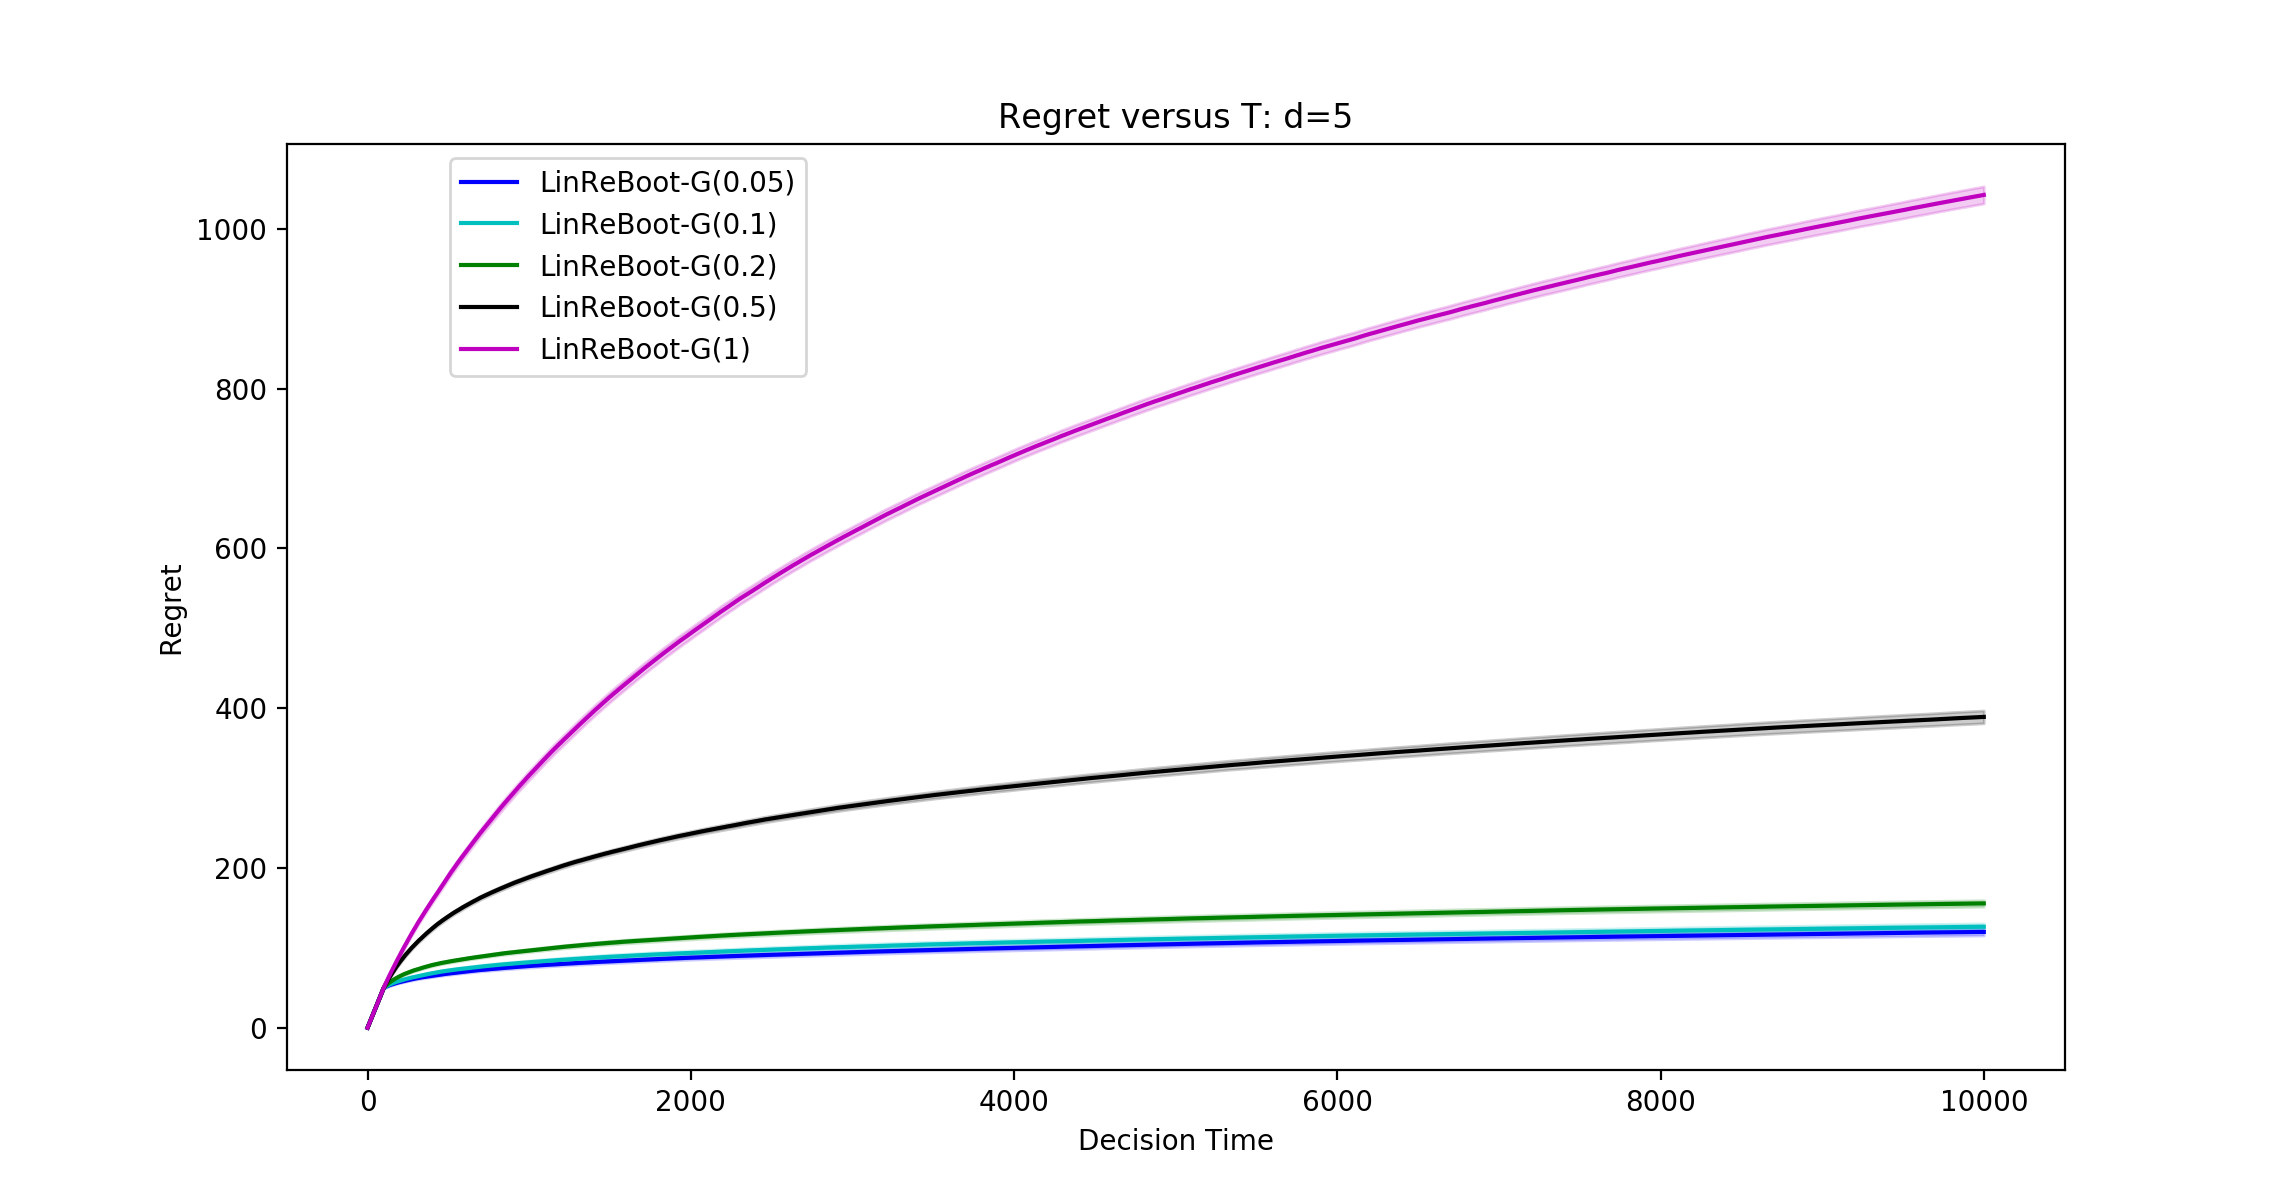 Regret versus T: d=5
LinReBoot-G(0.05)
LinReBoot-G(0.1)
LinReBoot-G(0.2)
LinReBoot-G(0.5)
LinReBoot-G(1)
1000
800
600
400
200
0
Regret
0 2000 4000 6000 8000 10000
Decision Time